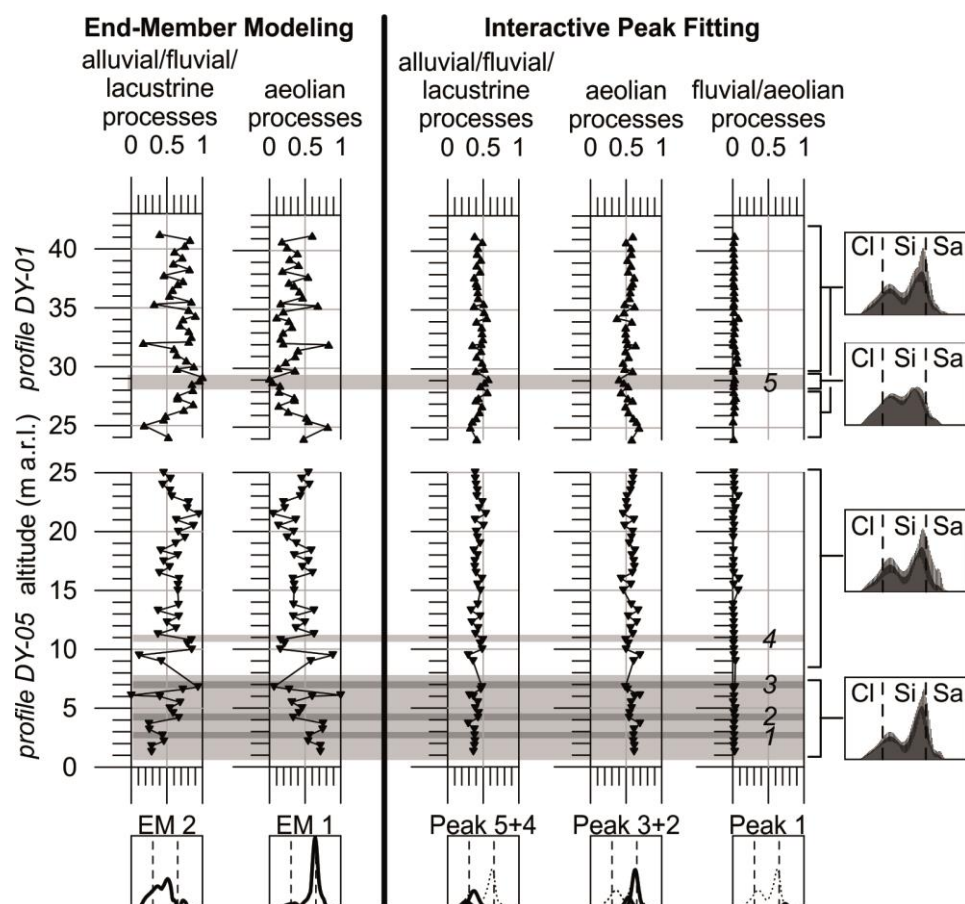 End-Member Modeling
Interactive Peak Fitting
alluvial/fluvial/
lacustrine
processes
aeolian
processes
alluvial/fluvial/
lacustrine
processes
aeolian
processes
fluvial/aeolian
processes
0 0.5 1
0 0.5 1
0 0.5 1
0 0.5 1
0 0.5 1
profile DY-01
40
35
30
25
5
Cl Si Sa
Cl Si Sa
altitude (m a.r.l.)
profile DY-05
25
20
15
10
5
0
4
3
2
1
Cl Si Sa
Cl Si Sa
EM 2
EM 1
Peak 5+4
Peak 3+2
Peak 1